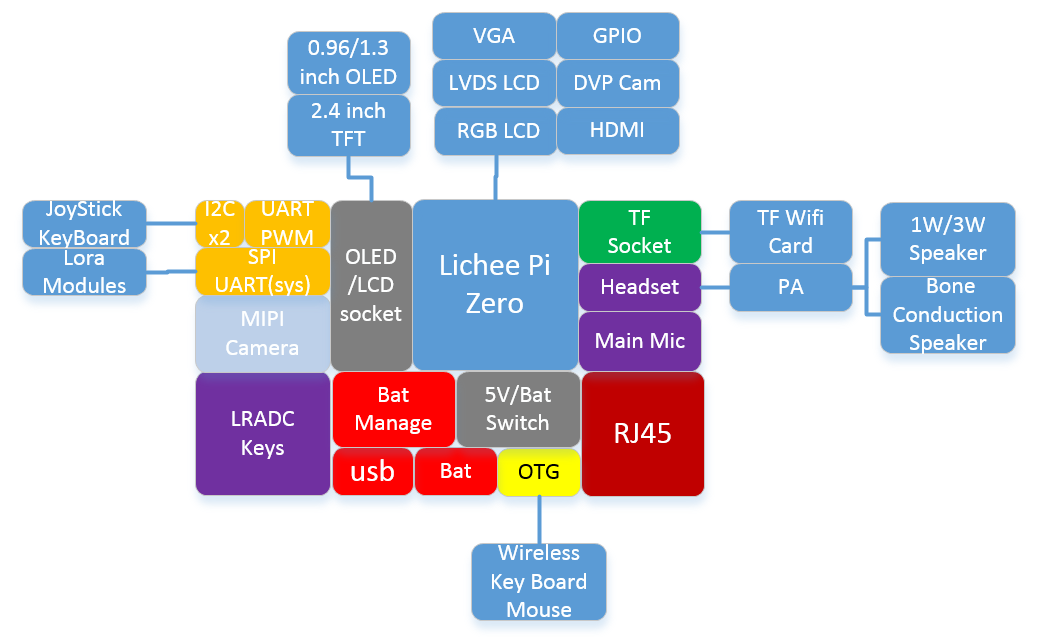 0.96/1.3
inch OLED
2.4 inch
TFT
VGA
GPIO
LVDS LCD
DVP Cam
RGB LCD
HDMI
JoyStick
KeyBoard
Lora
Modules
I2C
x2
UART
PWM
SPI
UART(sys)
MIPI
Camera
OLED
/LCD
socket
Lichee Pi
Zero
TF
Socket
Headset
Main Mic
TF Wifi
Card
PA
1W/3W
Speaker
Bone
Conduction
Speaker
LRADC
Keys
Bat
Manage
5V/Bat
Switch
RJ45
usb
Bat
OTG
Wireless
Key Board
Mouse